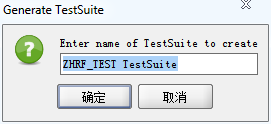 Generate TestSuite
Enter name of TestSuite to create
ZHRF_TEST TestSuite
确定
取消